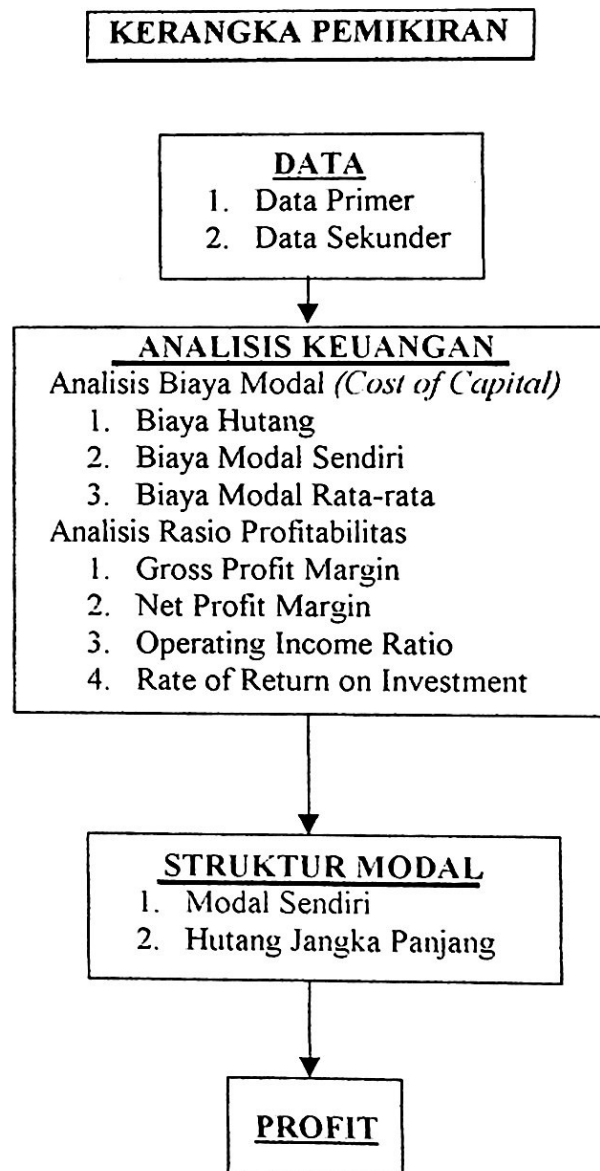 KERANGKA PEMIKIRAN
DATA
1. Data Primer
2. Data Sekunder
ANALISIS KEUANGAN
Analisis Biaya Modal (Cost of Capital)
1. Biaya Hutang
2. Biaya Modal Sendiri
3. Biaya Modal Rata-rata
Analisis Rasio Profitabilitas
1. Gross Profit Margin
2. Net Profit Margin
3. Operating Income Ratio
4. Rate of Return on Investment
STRUKTUR MODAL
1. Modal Sendiri
2. Hutang Jangka Panjang
PROFIT